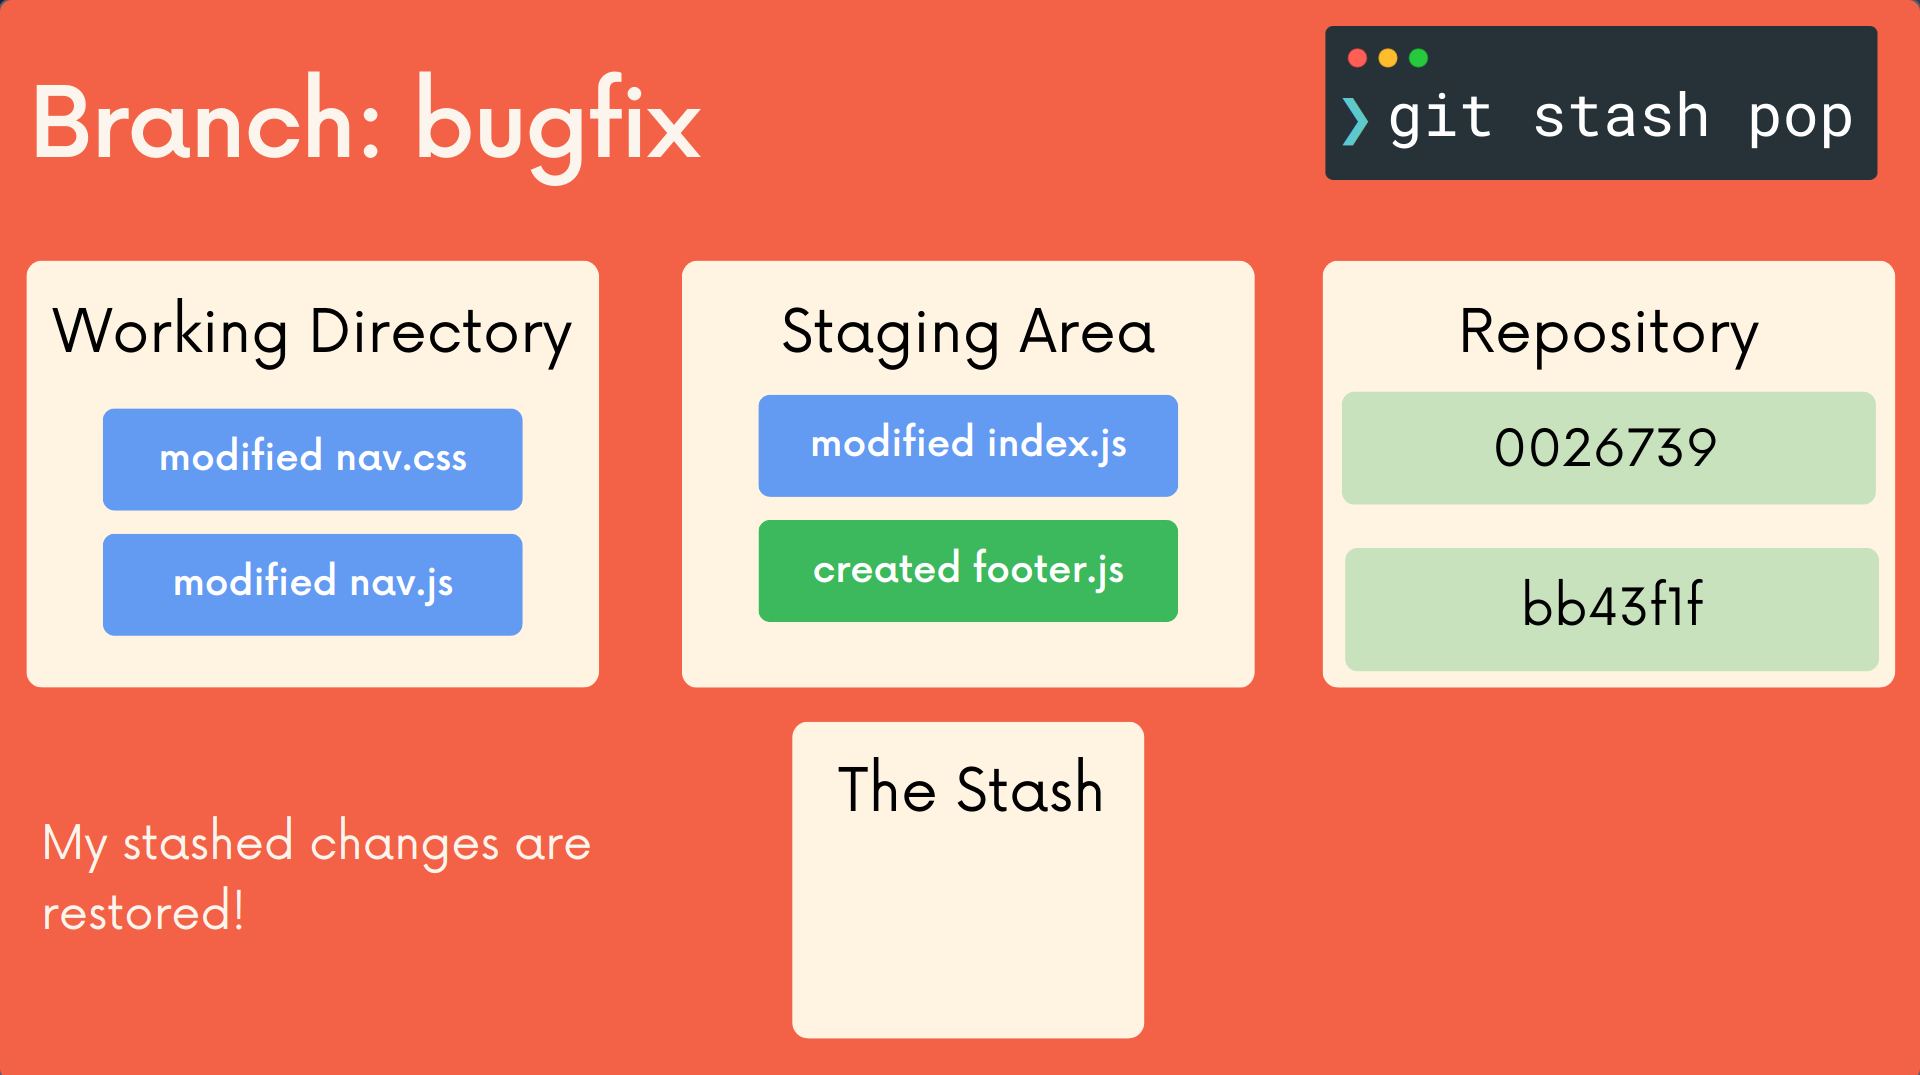 Branch: bugfix
❯ git stash pop
Working Directory
modified nav.css
modified nav.js
Staging Area
modified index.js
created footer.js
Repository
0026739
bb43f1f
The Stash
My stashed changes are
restored!